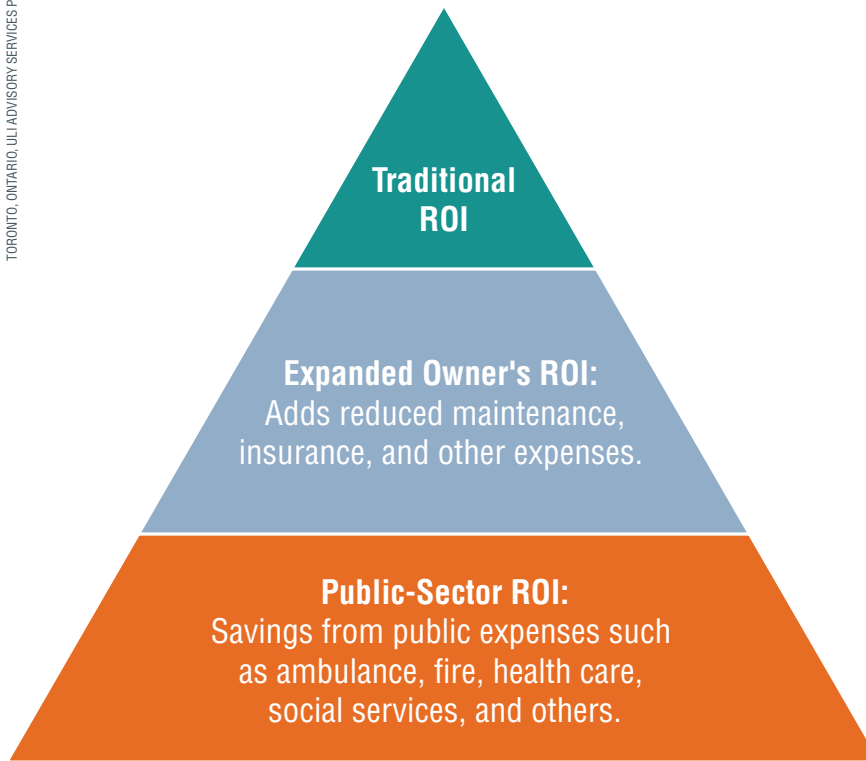 TORONTO, ONTARIO, ULI ADVISORY SERVICES
Traditional
ROI
Expanded Owner's ROI:
Adds reduced maintenance,
insurance, and other expenses.
Public-Sector ROI:
Savings from public expenses such
as ambulance, fire, health care,
social services, and others.